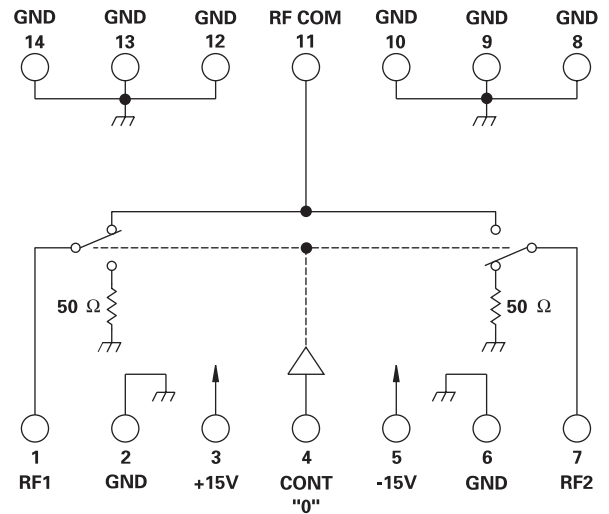 GND GND GND RF COM GND GND GND
14 13 12 11 10 9 8
50 Ω 50 Ω
1 2 3 4 5 6 7
RF1 GND +15V CONT -15V GND RF2
"0"